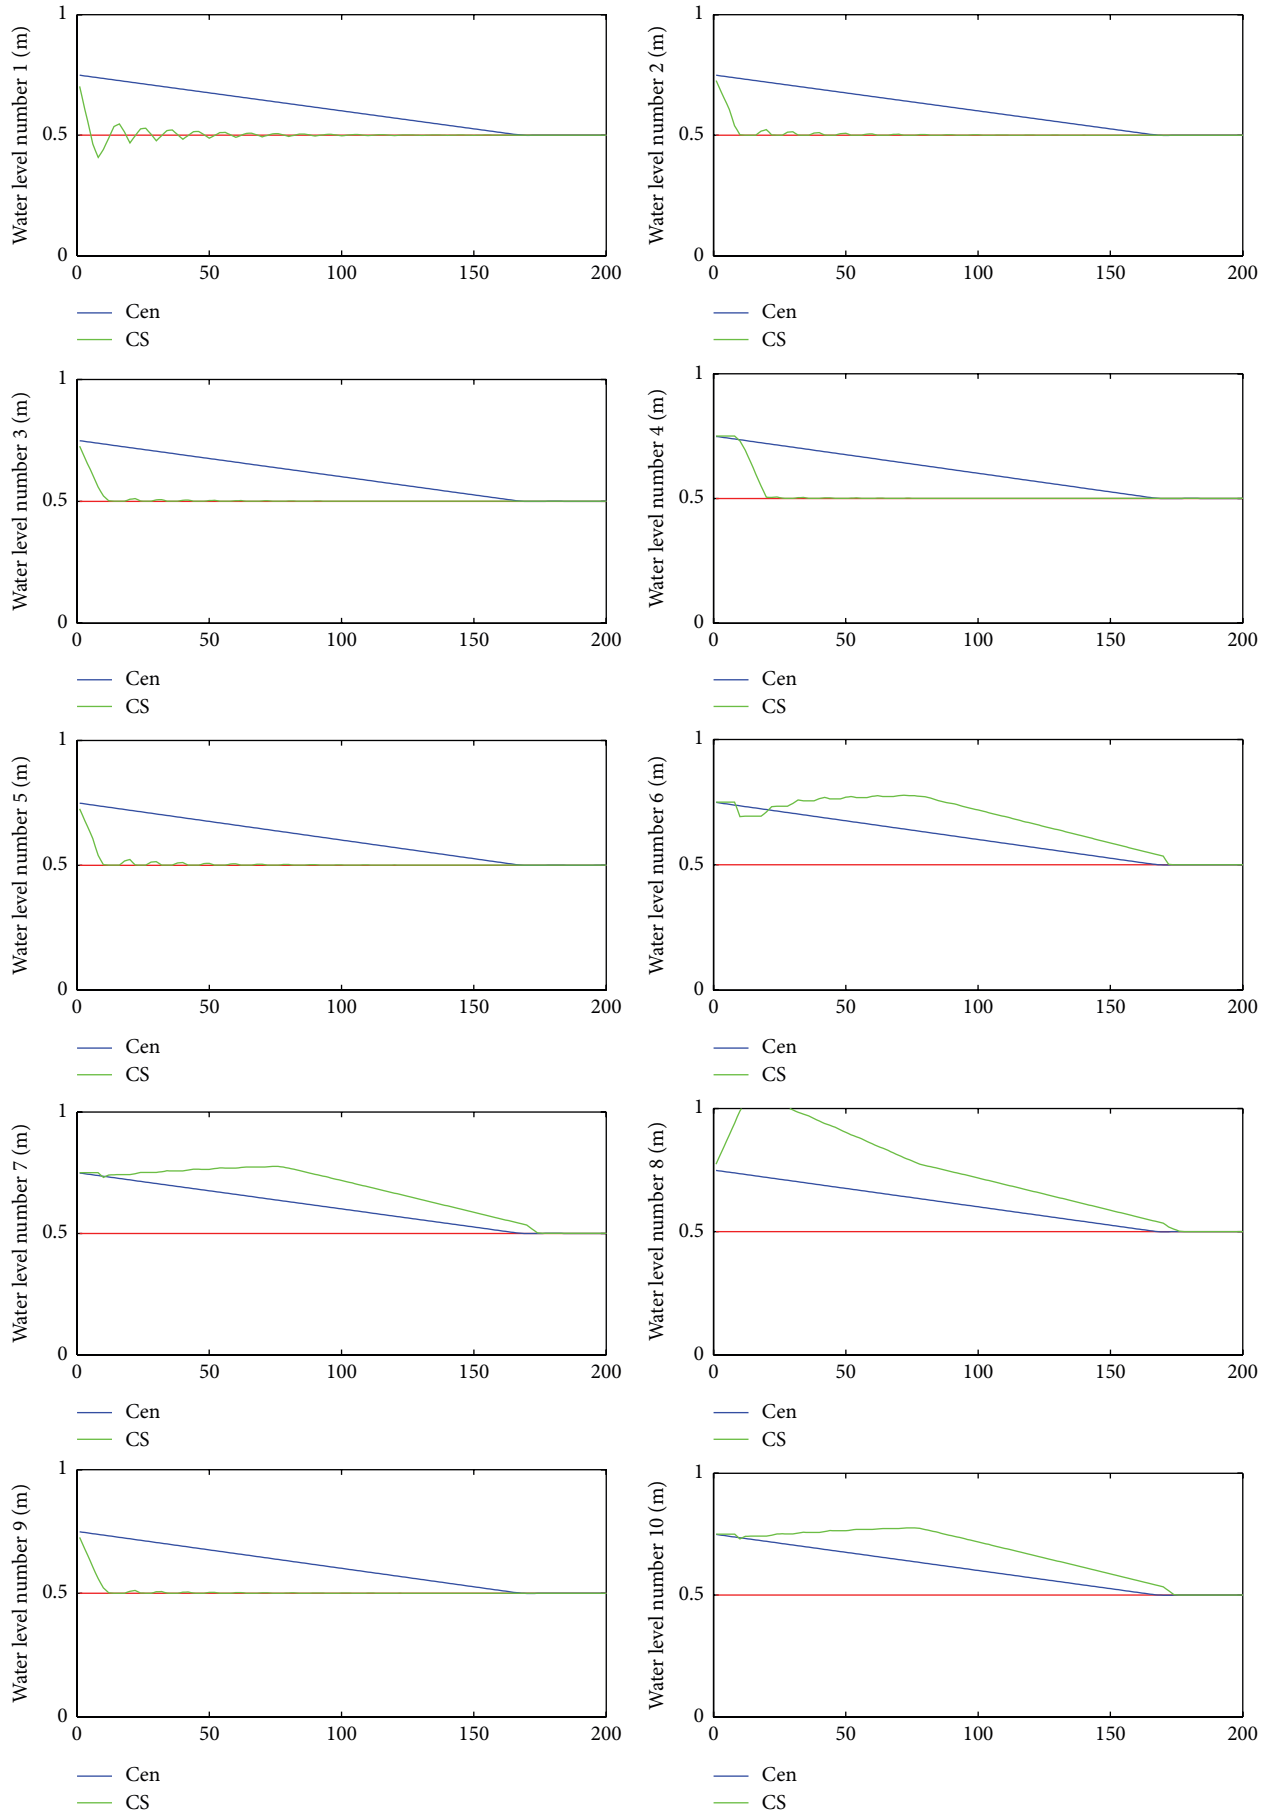 Water level number 1 (m)
1
0.5
0
0 50 100 150 200
Cen
CS
Water level number 2 (m)
1
0.5
0
0 50 100 150 200
Cen
CS
Water level number 3 (m)
1
0.5
0
0 50 100 150 200
Cen
CS
Water level number 4 (m)
1
0.5
0
0 50 100 150 200
Cen
CS
Water level number 5 (m)
1
0.5
0
0 50 100 150 200
Cen
CS
Water level number 6 (m)
1
0.5
0
0 50 100 150 200
Cen
CS
Water level number 7 (m)
1
0.5
0
0 50 100 150 200
Cen
CS
Water level number 8 (m)
1
0.5
0
0 50 100 150 200
Cen
CS
Water level number 9 (m)
1
0.5
0
0 50 100 150 200
Cen
CS
Water level number 10 (m)
1
0.5
0
0 50 100 150 200
Cen
CS